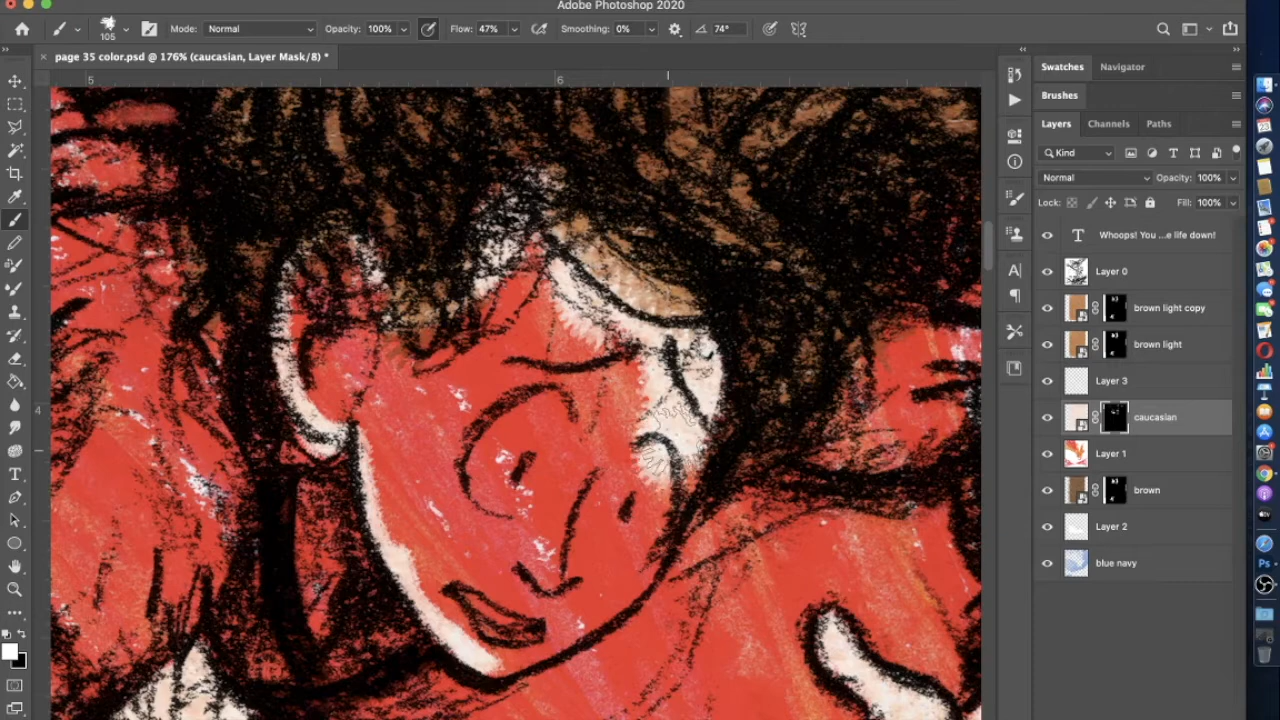 Adobe Photoshop 2020
105
Mode: Normal Opacity: 100% Flow: 47% Smoothing: 0% 74°
page 35 color.psd @ 176% (caucasian, Layer Mask/8) *
5 6
4
Swatches Navigator
Brushes
Layers Channels Paths
Kind
Normal Opacity: 100%
Lock: Fill: 100%
Whoops! You ...e life down!
Layer 0
brown light copy
brown light
Layer 3
caucasian
Layer 1
brown
Layer 2
blue navy